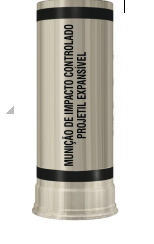 MUNIÇÃO DE IMPACTO CONTROLADO
PROJETIL EXPANSÍVEL